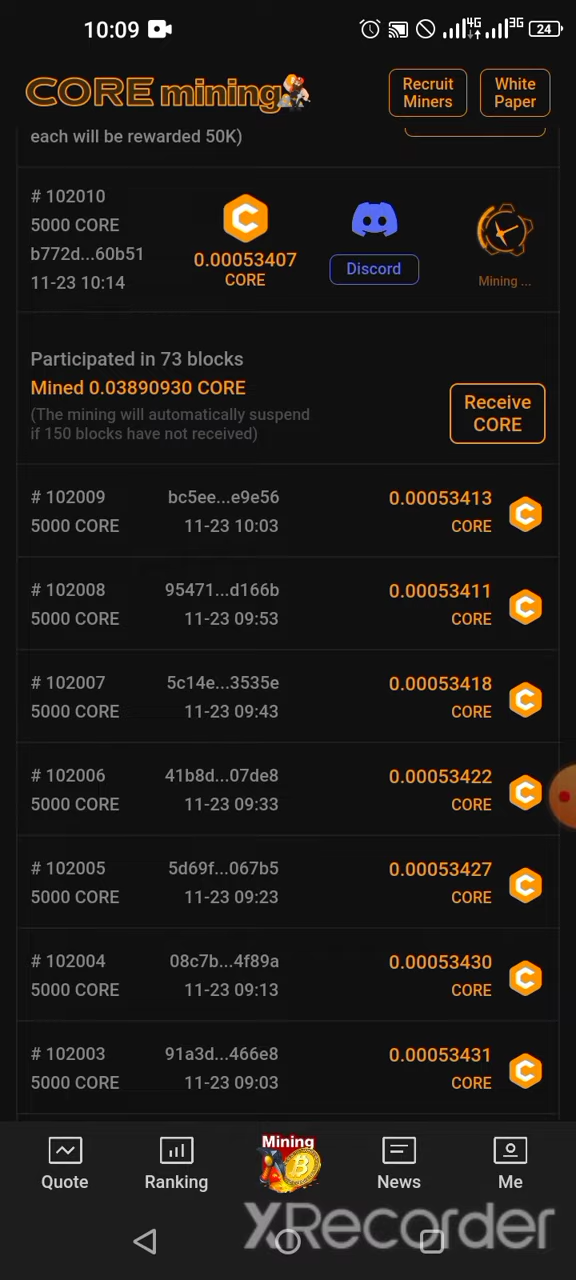 10:09
4G
3G
24
CORE mining
Recruit Miners
White Paper
each will be rewarded 50K)
# 102010
5000 CORE
b772d...60b51
11-23 10:14
0.00053407
CORE
Discord
Mining ...
Participated in 73 blocks
Mined 0.03890930 CORE
(The mining will automatically suspend
if 150 blocks have not received)
Receive
CORE
# 102009 bc5ee...e9e56 0.00053413
5000 CORE 11-23 10:03 CORE
# 102008 95471...d166b 0.00053411
5000 CORE 11-23 09:53 CORE
# 102007 5c14e...3535e 0.00053418
5000 CORE 11-23 09:43 CORE
# 102006 41b8d...07de8 0.00053422
5000 CORE 11-23 09:33 CORE
# 102005 5d69f...067b5 0.00053427
5000 CORE 11-23 09:23 CORE
# 102004 08c7b...4f89a 0.00053430
5000 CORE 11-23 09:13 CORE
# 102003 91a3d...466e8 0.00053431
5000 CORE 11-23 09:03 CORE
Mining
Quote Ranking News Me
XRecorder